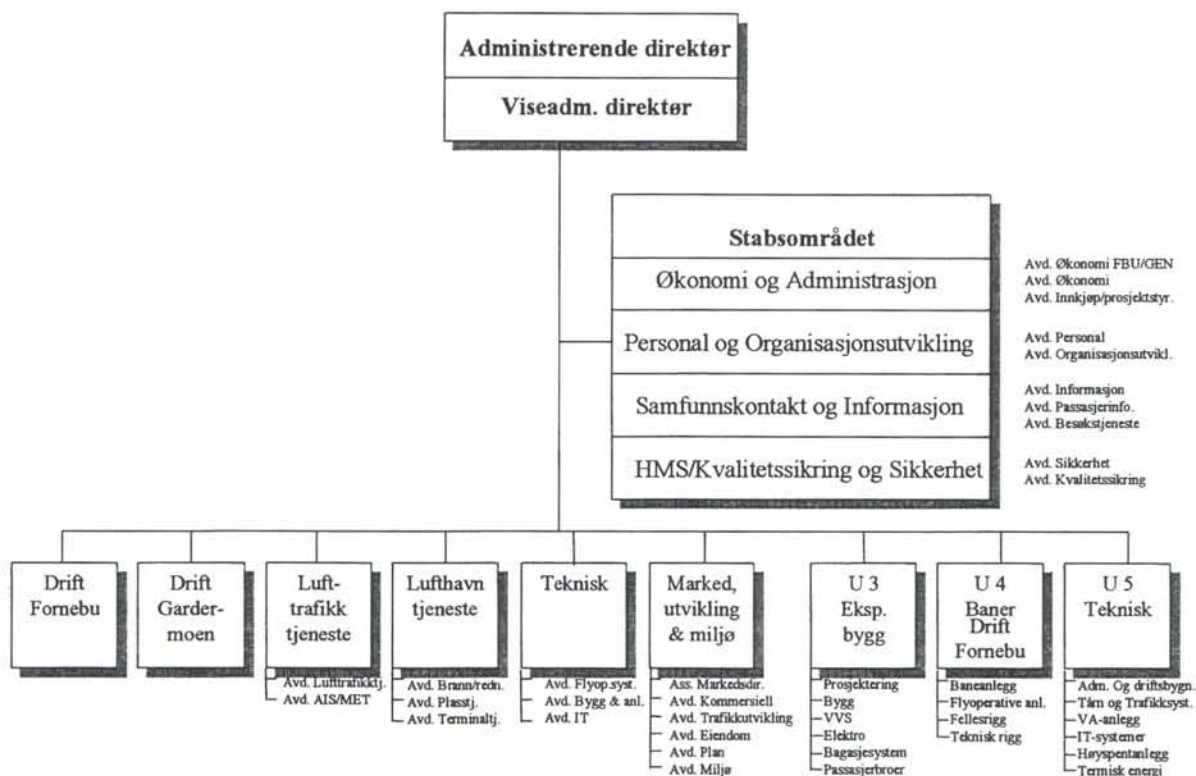 Administrerende direktør
Viseadm. direktør
Stabsområdet
Økonomi og Administrasjon
Avd. Økonomi FBU/GEN
Avd. Økonomi
Avd. Innkjøp/prosjektstyr.
Personal og Organisasjonsutvikling
Avd. Personal
Avd. Organisasjonsutvikl.
Samfunnskontakt og Informasjon
Avd. Informasjon
Avd. Passasjerinfo.
Avd. Besøkstjeneste
HMS/Kvalitetssikring og Sikkerhet
Avd. Sikkerhet
Avd. Kvalitetssikring
Drift
Fornebu
Drift
Garder-
moen
Luft-
trafikk
tjeneste
Avd. Lufttrafikktj.
Avd. AIS/MET
Lufthavn
tjeneste
Avd. Brann/redn.
Avd. Plasstj.
Avd. Terminaltj.
Teknisk
Avd. Flyop.syst.
Avd. Bygg & anl.
Avd. IT
Marked,
utvikling
& miljø
Ass. Markedsdir.
Avd. Kommersiell
Avd. Trafikkutvikling
Avd. Eiendom
Avd. Plan
Avd. Miljø
U 3
Eksp.
bygg
Prosjektering
Bygg
VVS
Elektro
Bagasjesystem
Passasjerbroer
U 4
Baner
Drift
Fornebu
Baneanlegg
Flyoperative anl.
Fellesrigg
Teknisk rigg
U 5
Teknisk
Adm. Og driftsbygn.
Tårn og Trafikksyst.
VA-anlegg
IT-systemer
Høyspentanlegg
Termisk energi